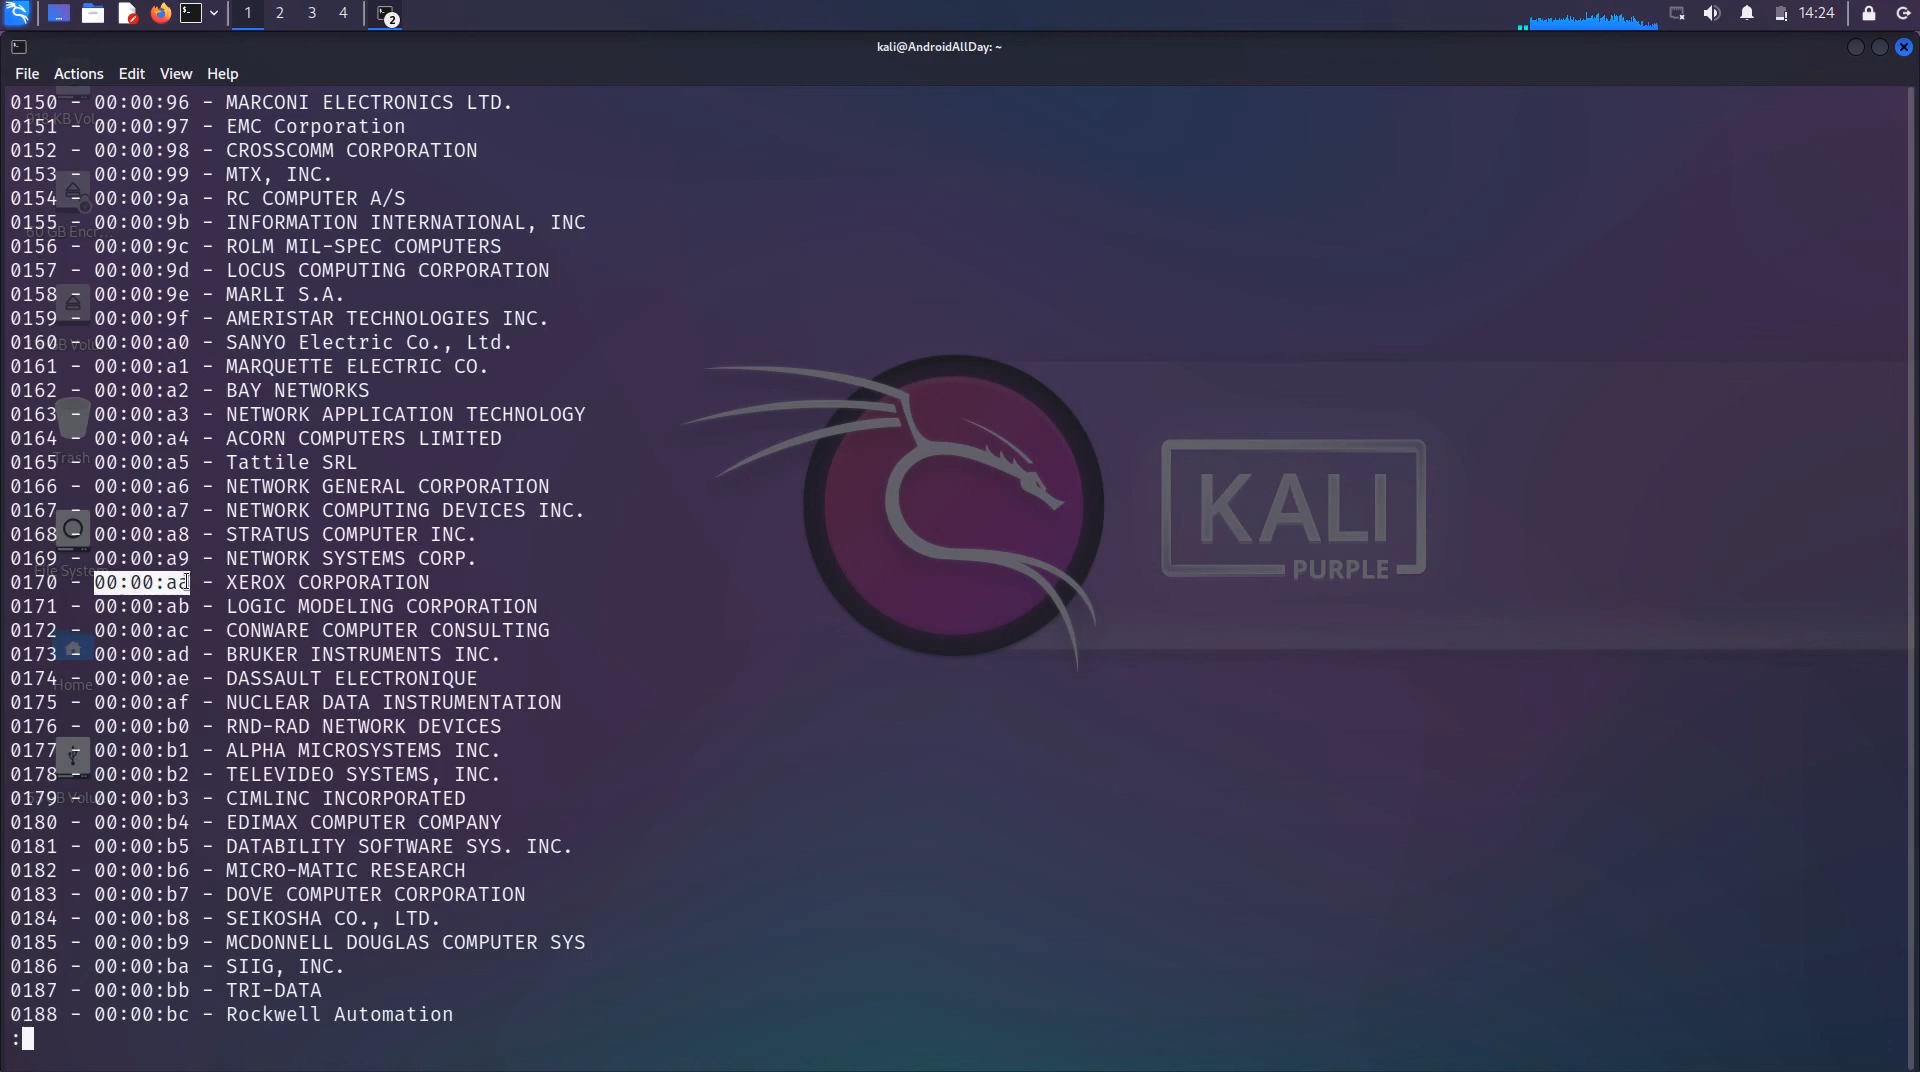 1 2 3 4 2 14:24
kali@AndroidAllDay: ~
File Actions Edit View Help
0150 - 00:00:96 - MARCONI ELECTRONICS LTD.
0151 - 00:00:97 - EMC Corporation
0152 - 00:00:98 - CROSSCOMM CORPORATION
0153 - 00:00:99 - MTX, INC.
0154 - 00:00:9a - RC COMPUTER A/S
0155 - 00:00:9b - INFORMATION INTERNATIONAL, INC
0156 - 00:00:9c - ROLM MIL-SPEC COMPUTERS
0157 - 00:00:9d - LOCUS COMPUTING CORPORATION
0158 - 00:00:9e - MARLI S.A.
0159 - 00:00:9f - AMERISTAR TECHNOLOGIES INC.
0160 - 00:00:a0 - SANYO Electric Co., Ltd.
0161 - 00:00:a1 - MARQUETTE ELECTRIC CO.
0162 - 00:00:a2 - BAY NETWORKS
0163 - 00:00:a3 - NETWORK APPLICATION TECHNOLOGY
0164 - 00:00:a4 - ACORN COMPUTERS LIMITED
0165 - 00:00:a5 - Tattile SRL
Trash
0166 - 00:00:a6 - NETWORK GENERAL CORPORATION
0167 - 00:00:a7 - NETWORK COMPUTING DEVICES INC.
0168 - 00:00:a8 - STRATUS COMPUTER INC.
0169 - 00:00:a9 - NETWORK SYSTEMS CORP.
File System
0170 - 00:00:aa - XEROX CORPORATION
0171 - 00:00:ab - LOGIC MODELING CORPORATION
0172 - 00:00:ac - CONWARE COMPUTER CONSULTING
0173 - 00:00:ad - BRUKER INSTRUMENTS INC.
0174 - 00:00:ae - DASSAULT ELECTRONIQUE
Home
0175 - 00:00:af - NUCLEAR DATA INSTRUMENTATION
0176 - 00:00:b0 - RND-RAD NETWORK DEVICES
0177 - 00:00:b1 - ALPHA MICROSYSTEMS INC.
0178 - 00:00:b2 - TELEVIDEO SYSTEMS, INC.
0179 - 00:00:b3 - CIMLINC INCORPORATED
0180 - 00:00:b4 - EDIMAX COMPUTER COMPANY
0181 - 00:00:b5 - DATABILITY SOFTWARE SYS. INC.
0182 - 00:00:b6 - MICRO-MATIC RESEARCH
0183 - 00:00:b7 - DOVE COMPUTER CORPORATION
0184 - 00:00:b8 - SEIKOSHA CO., LTD.
0185 - 00:00:b9 - MCDONNELL DOUGLAS COMPUTER SYS
0186 - 00:00:ba - SIIG, INC.
0187 - 00:00:bb - TRI-DATA
0188 - 00:00:bc - Rockwell Automation
:
KALI
PURPLE